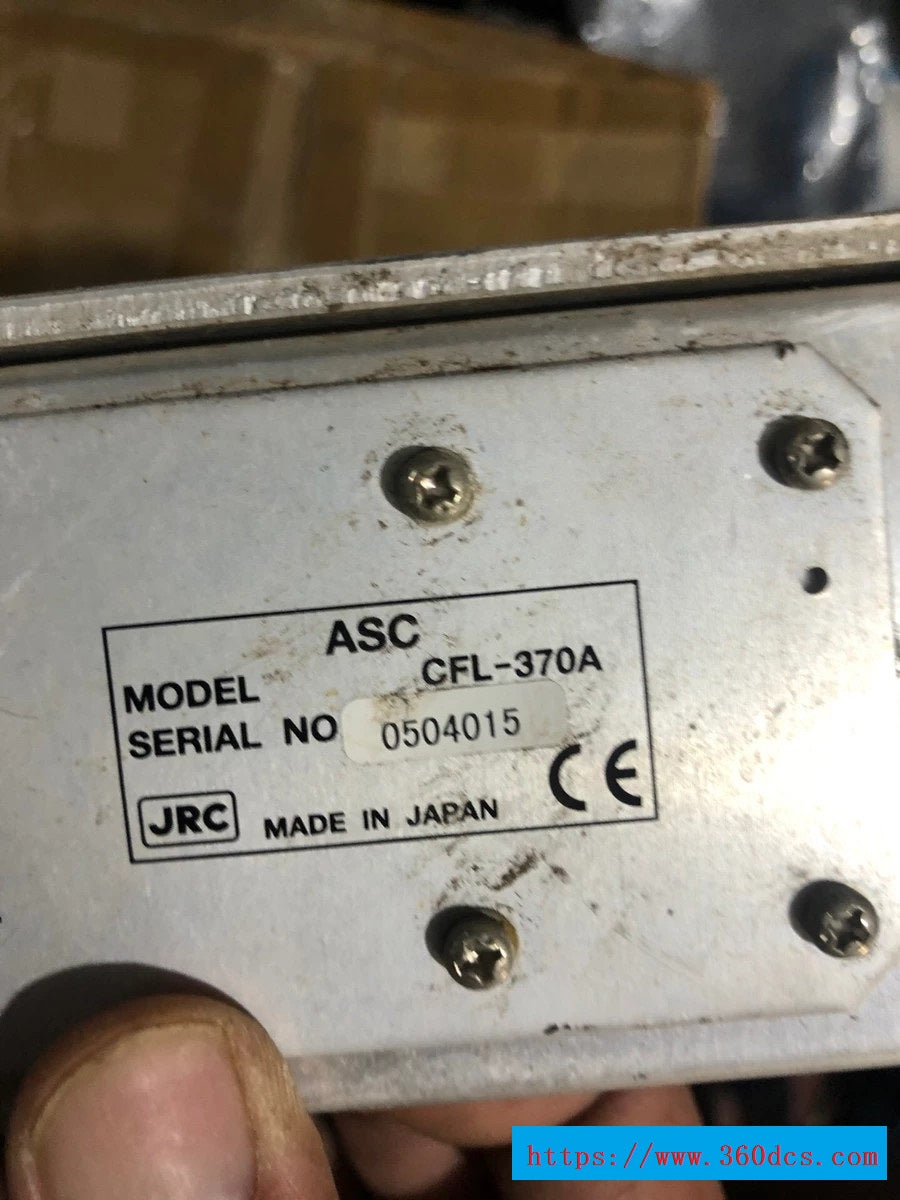 ASC
MODEL CFL-370A
SERIAL NO 0504015
CE
JRC MADE IN JAPAN
https://www.360dcs.com